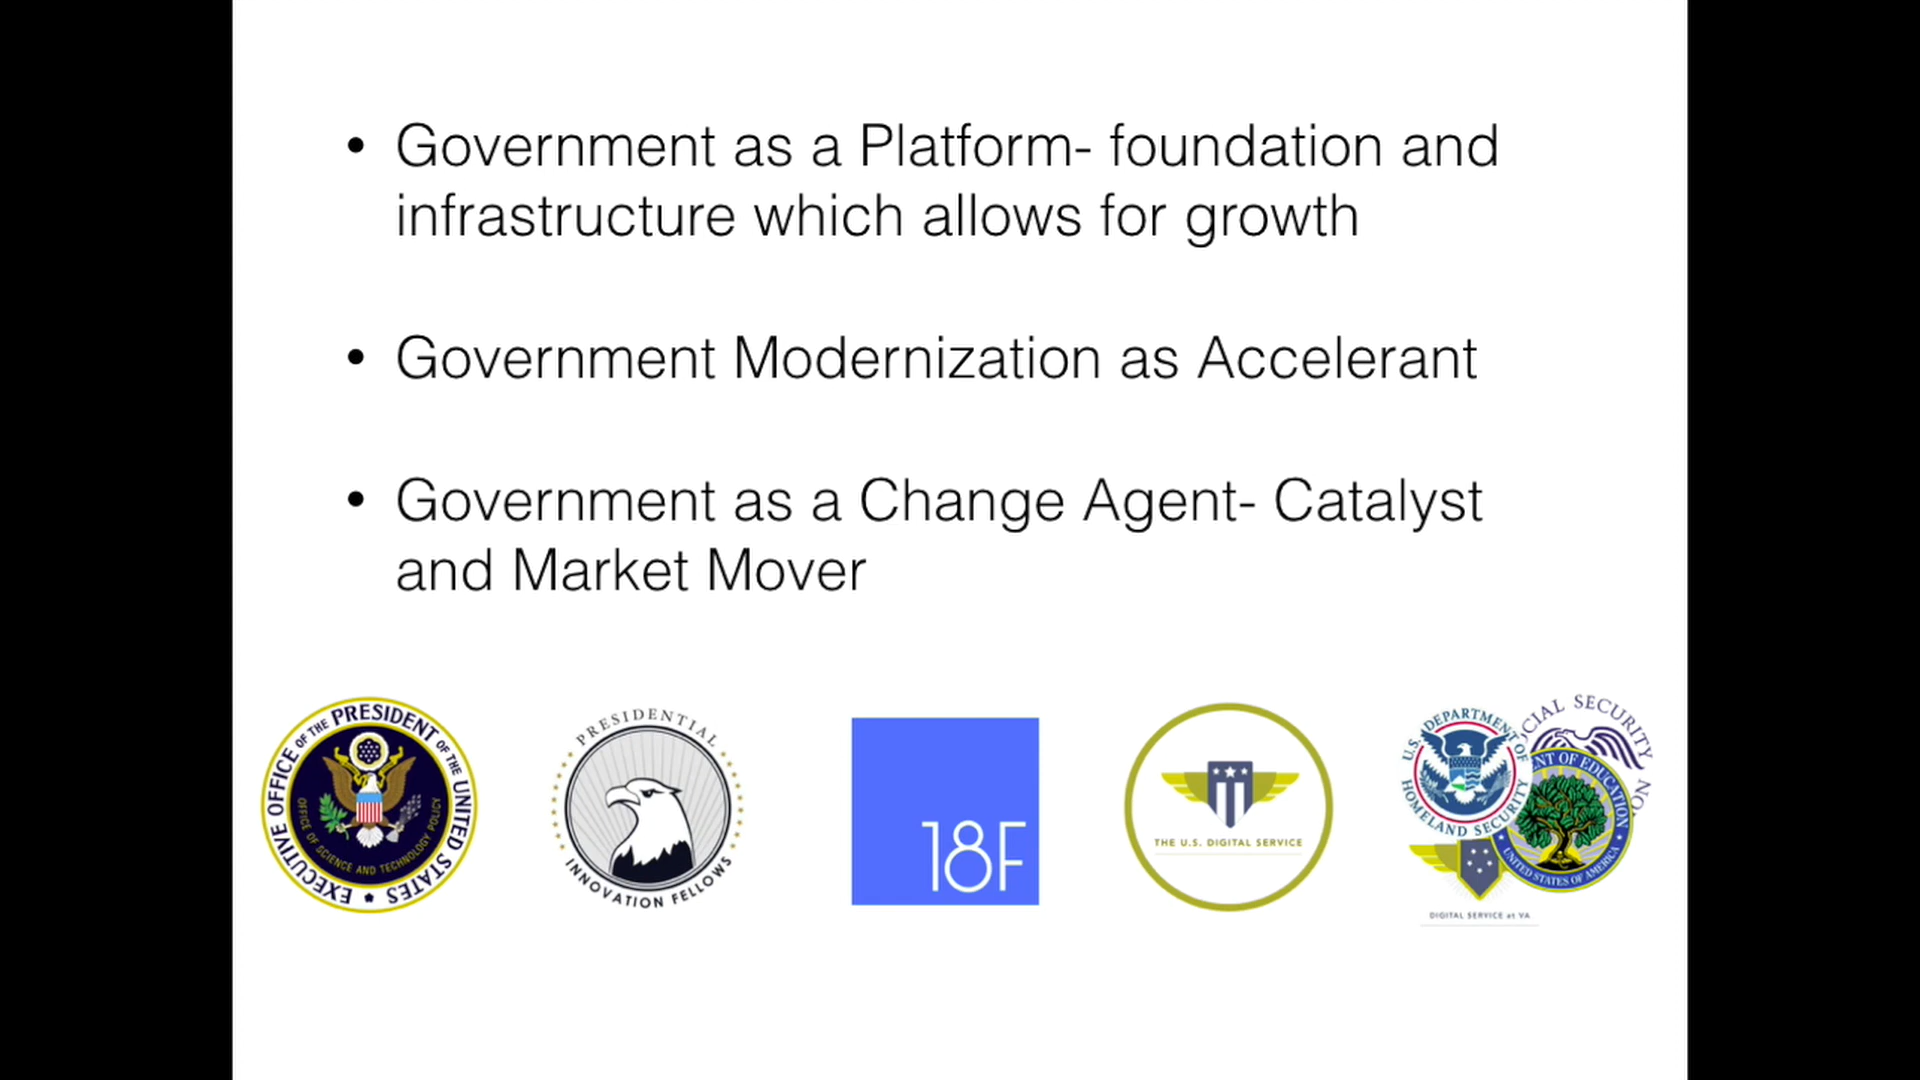 • Government as a Platform- foundation and
infrastructure which allows for growth
• Government Modernization as Accelerant
• Government as a Change Agent- Catalyst
and Market Mover
EXECUTIVE OFFICE OF THE PRESIDENT OF THE UNITED STATES
OFFICE OF SCIENCE AND TECHNOLOGY POLICY
PRESIDENTIAL
INNOVATION FELLOWS
18F
THE U.S. DIGITAL SERVICE
U.S. DEPARTMENT OF
HOMELAND SECURITY
CIAL SECURITY
NT OF EDUCATION
UNITED STATES OF AMERICA
DIGITAL SERVICE at VA